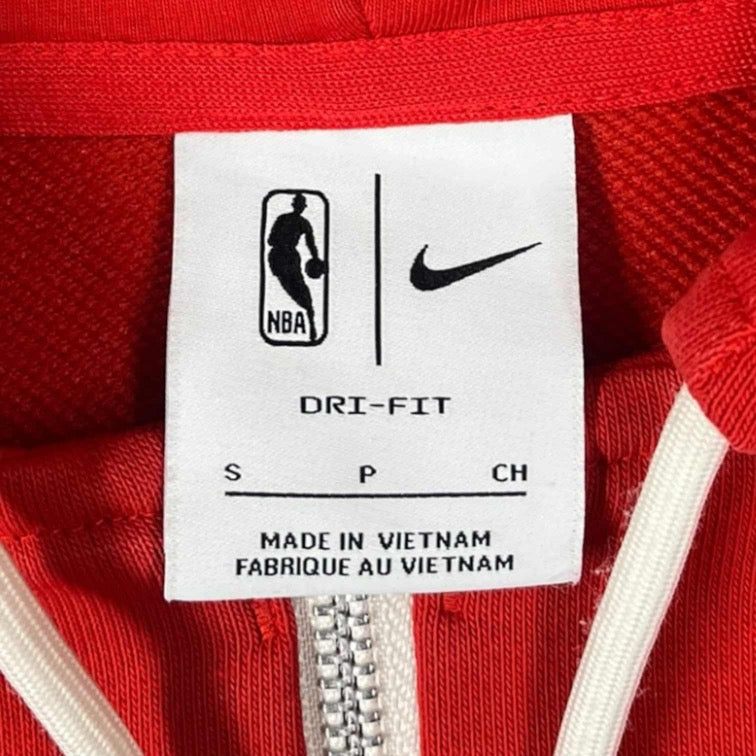 NBA
DRI-FIT
S P CH
MADE IN VIETNAM
FABRIQUE AU VIETNAM